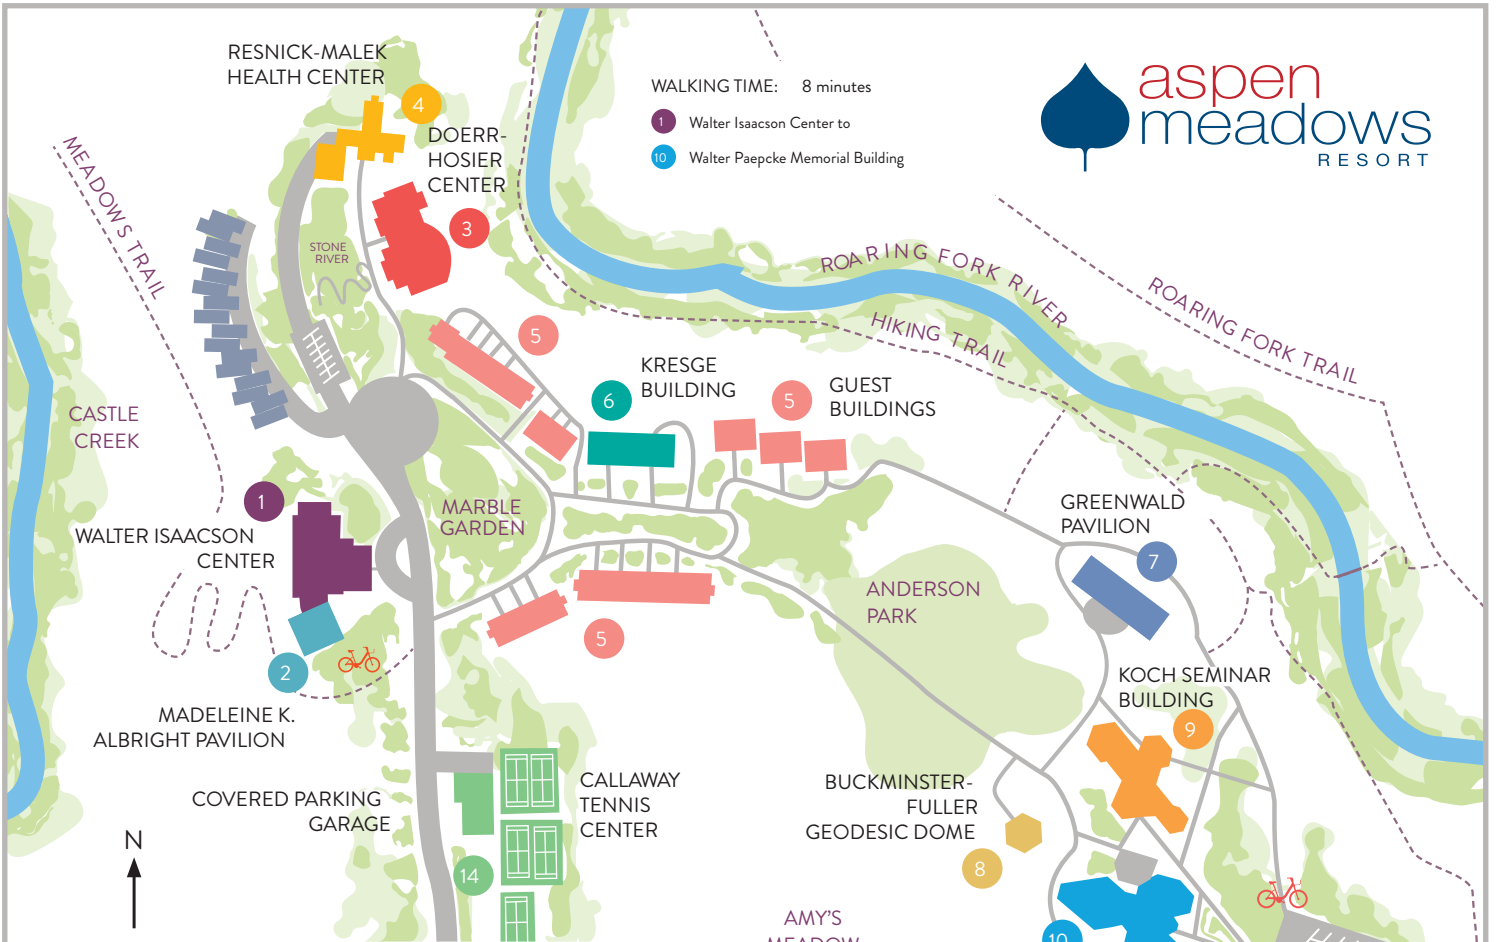 RESNICK-MALEK
HEALTH CENTER
4
WALKING TIME: 8 minutes
1 Walter Isaacson Center to
10 Walter Paepcke Memorial Building
aspen
meadows
RESORT
DOERR-
HOSIER
CENTER
3
MEADOWS TRAIL
STONE
RIVER
ROARING FORK RIVER
ROARING FORK TRAIL
HIKING TRAIL
5
KRESGE
BUILDING
6
5
GUEST
BUILDINGS
CASTLE
CREEK
1
WALTER ISAACSON
CENTER
MARBLE
GARDEN
GREENWALD
PAVILION
7
ANDERSON
PARK
5
2
MADELEINE K.
ALBRIGHT PAVILION
KOCH SEMINAR
BUILDING
9
COVERED PARKING
GARAGE
CALLAWAY
TENNIS
CENTER
14
BUCKMINSTER-
FULLER
GEODESIC DOME
8
N
AMY'S
MEADOW
10